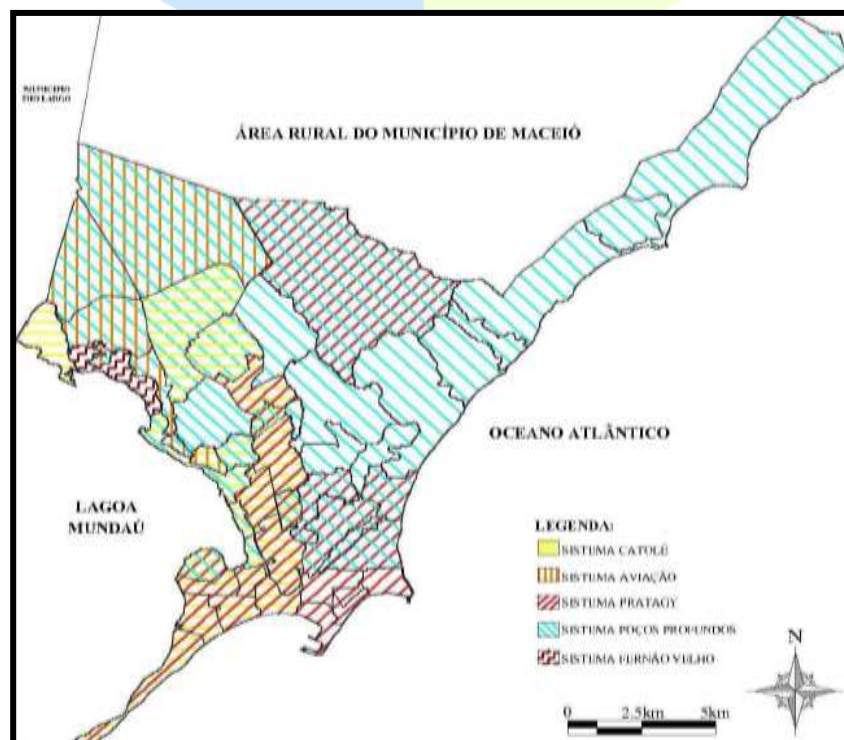 MUNICÍPIO
ÁREA RURAL DO MUNICÍPIO DE MACEIÓ
OCEANO ATLÂNTICO
LAGOA
MUNDAÚ
LEGENDA:
SISTEMA CATOLÉ
SISTEMA AVIAÇÃO
SISTEMA PRATAGY
SISTEMA POÇOS PROFUNDOS
SISTEMA FERNÃO VELHO
N
0 2.5km 5km